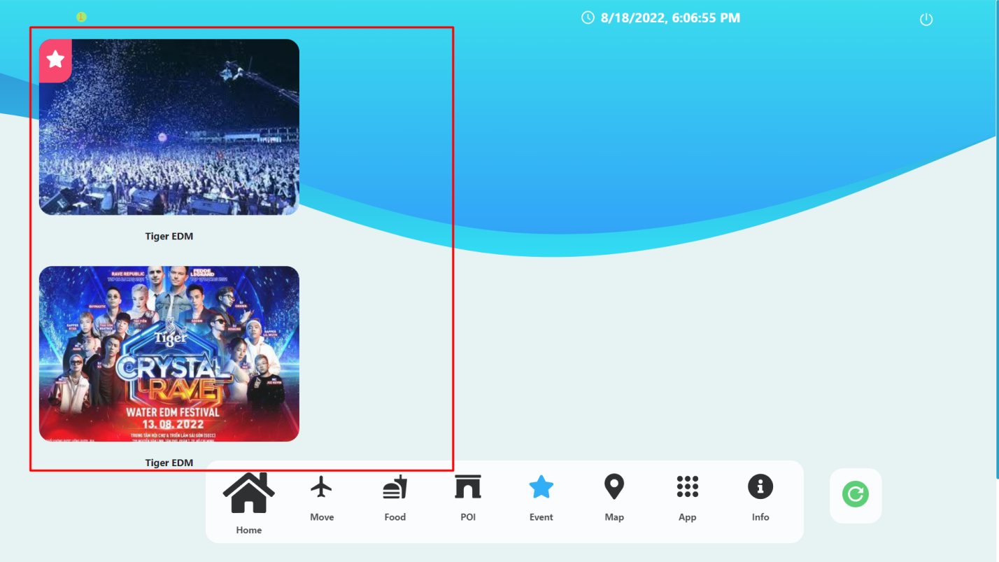 8/18/2022, 6:06:55 PM
Tiger EDM
RAVE REPUBLIC
FEDDE
LEGRAND
Tiger
CRYSTAL
RAVE
WATER EDM FESTIVAL
13. 08. 2022
TRUNG TÂM HỘI CHỢ & TRIỂN LÃM SÀI GÒN (SECC)
Tiger EDM
Home
Move
Food
POI
Event
Map
App
Info